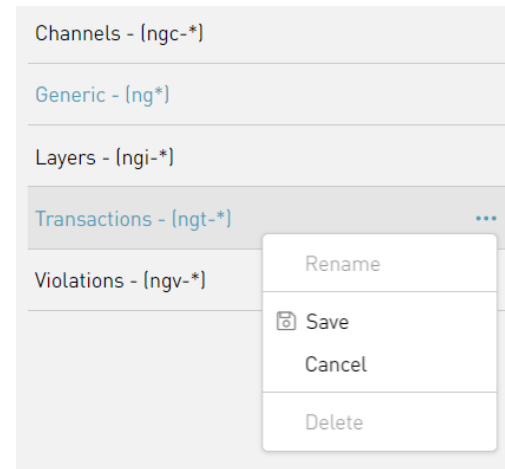 Channels - (ngc-*)
Generic - (ng*)
Layers - (ngi-*)
Transactions - (ngt-*)
Violations - (ngv-*)
Rename
Save
Cancel
Delete